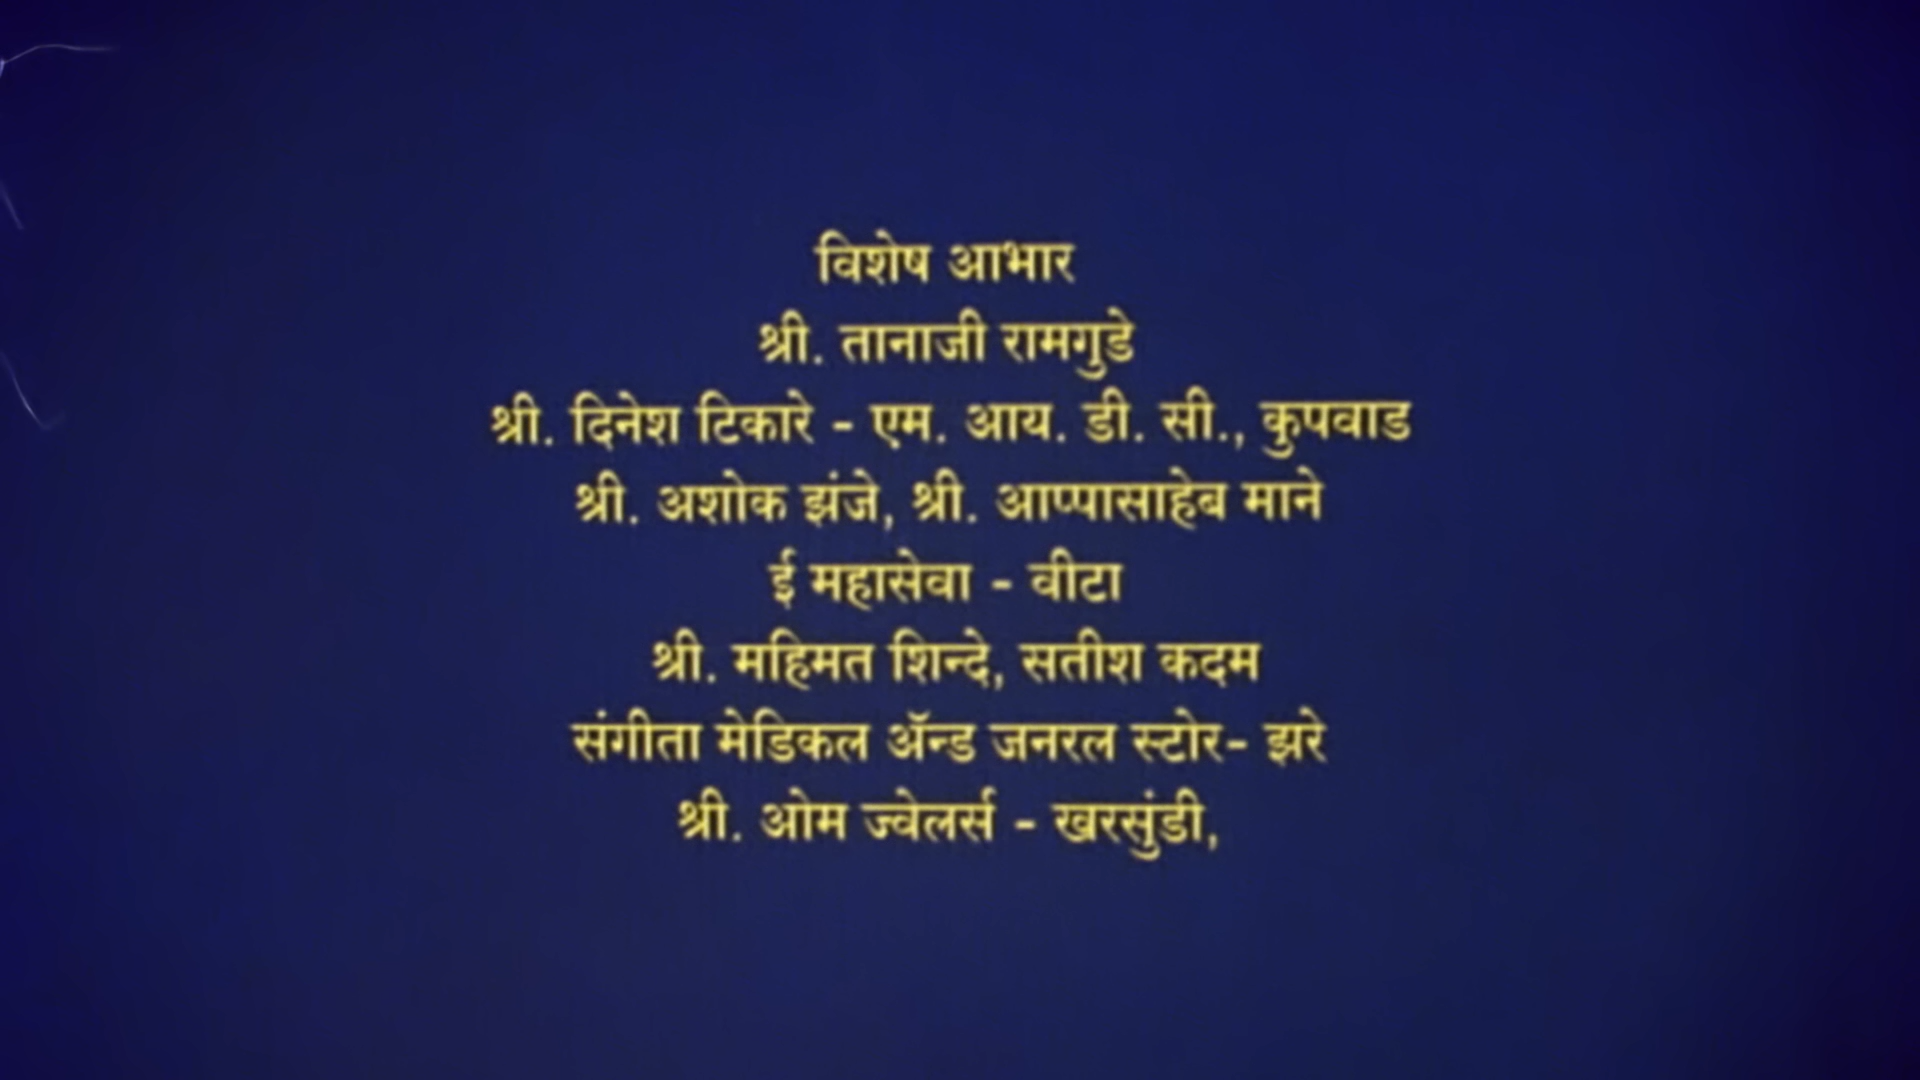 विशेष आभार
श्री. तानाजी रामगुडे
श्री. दिनेश टिकारे - एम. आय. डी. सी., कुपवाड
श्री. अशोक झंजे, श्री. आप्पासाहेब माने
ई महासेवा - वीटा
श्री. महिमत शिन्दे, सतीश कदम
संगीता मेडिकल ॲन्ड जनरल स्टोर- झरे
श्री. ओम ज्वेलर्स - खरसुंडी,